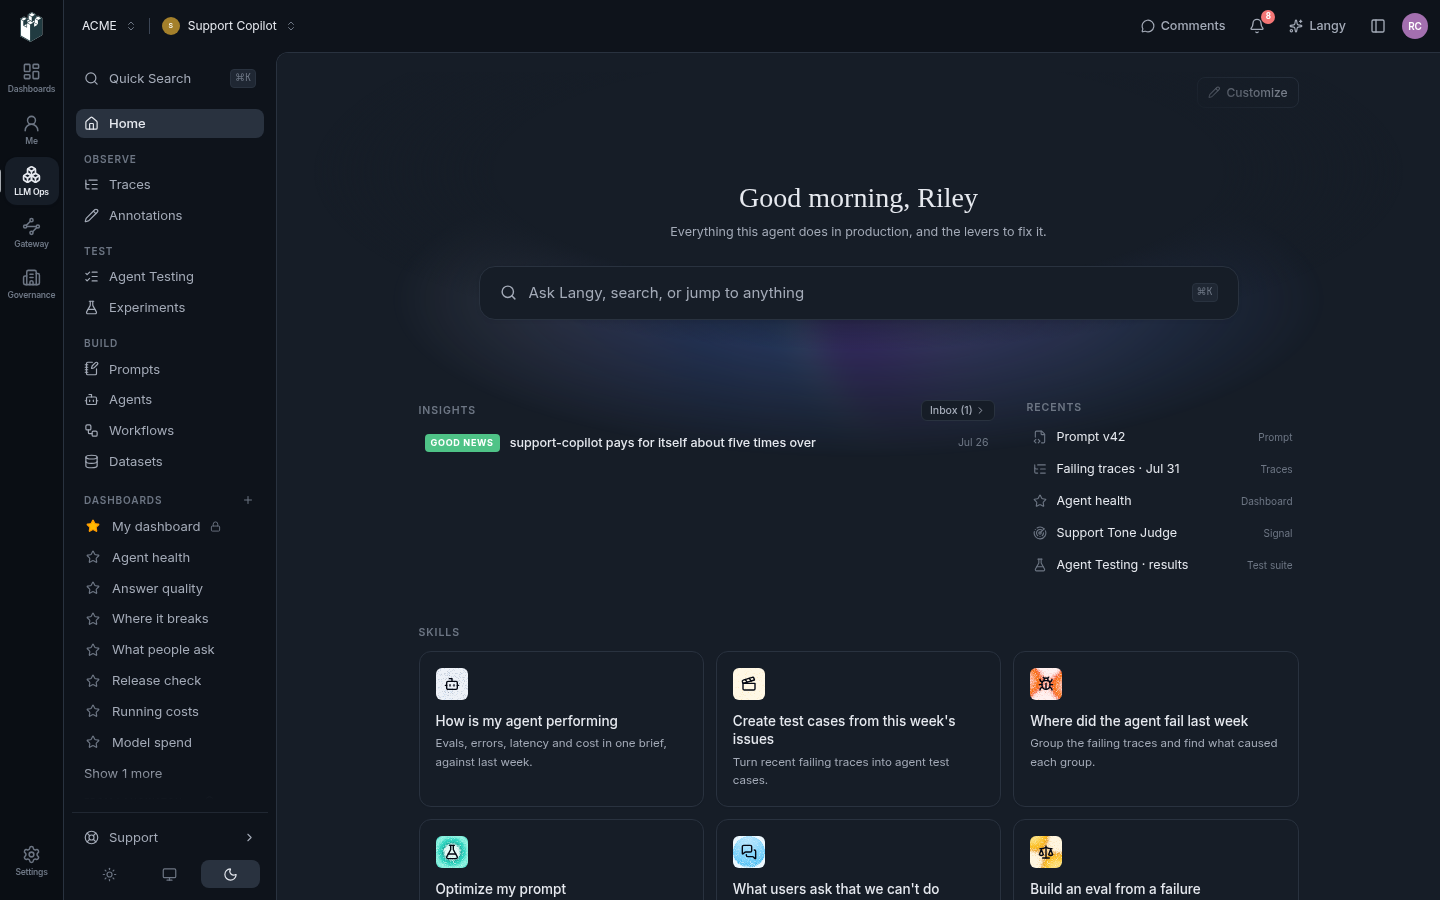 ACME
S
Support Copilot
Comments
8
Langy
RC
Dashboards
Me
LLM Ops
Gateway
Governance
Settings
Quick Search
⌘K
Home
OBSERVE
Traces
Annotations
TEST
Agent Testing
Experiments
BUILD
Prompts
Agents
Workflows
Datasets
DASHBOARDS
My dashboard
Agent health
Answer quality
Where it breaks
What people ask
Release check
Running costs
Model spend
Show 1 more
Support
Customize
Good morning, Riley
Everything this agent does in production, and the levers to fix it.
Ask Langy, search, or jump to anything
⌘K
INSIGHTS
Inbox (1)
GOOD NEWS support-copilot pays for itself about five times over Jul 26
RECENTS
Prompt v42 Prompt
Failing traces · Jul 31 Traces
Agent health Dashboard
Support Tone Judge Signal
Agent Testing · results Test suite
SKILLS
How is my agent performing
Evals, errors, latency and cost in one brief,
against last week.
Create test cases from this week's
issues
Turn recent failing traces into agent test
cases.
Where did the agent fail last week
Group the failing traces and find what caused
each group.
Optimize my prompt
What users ask that we can't do
Build an eval from a failure